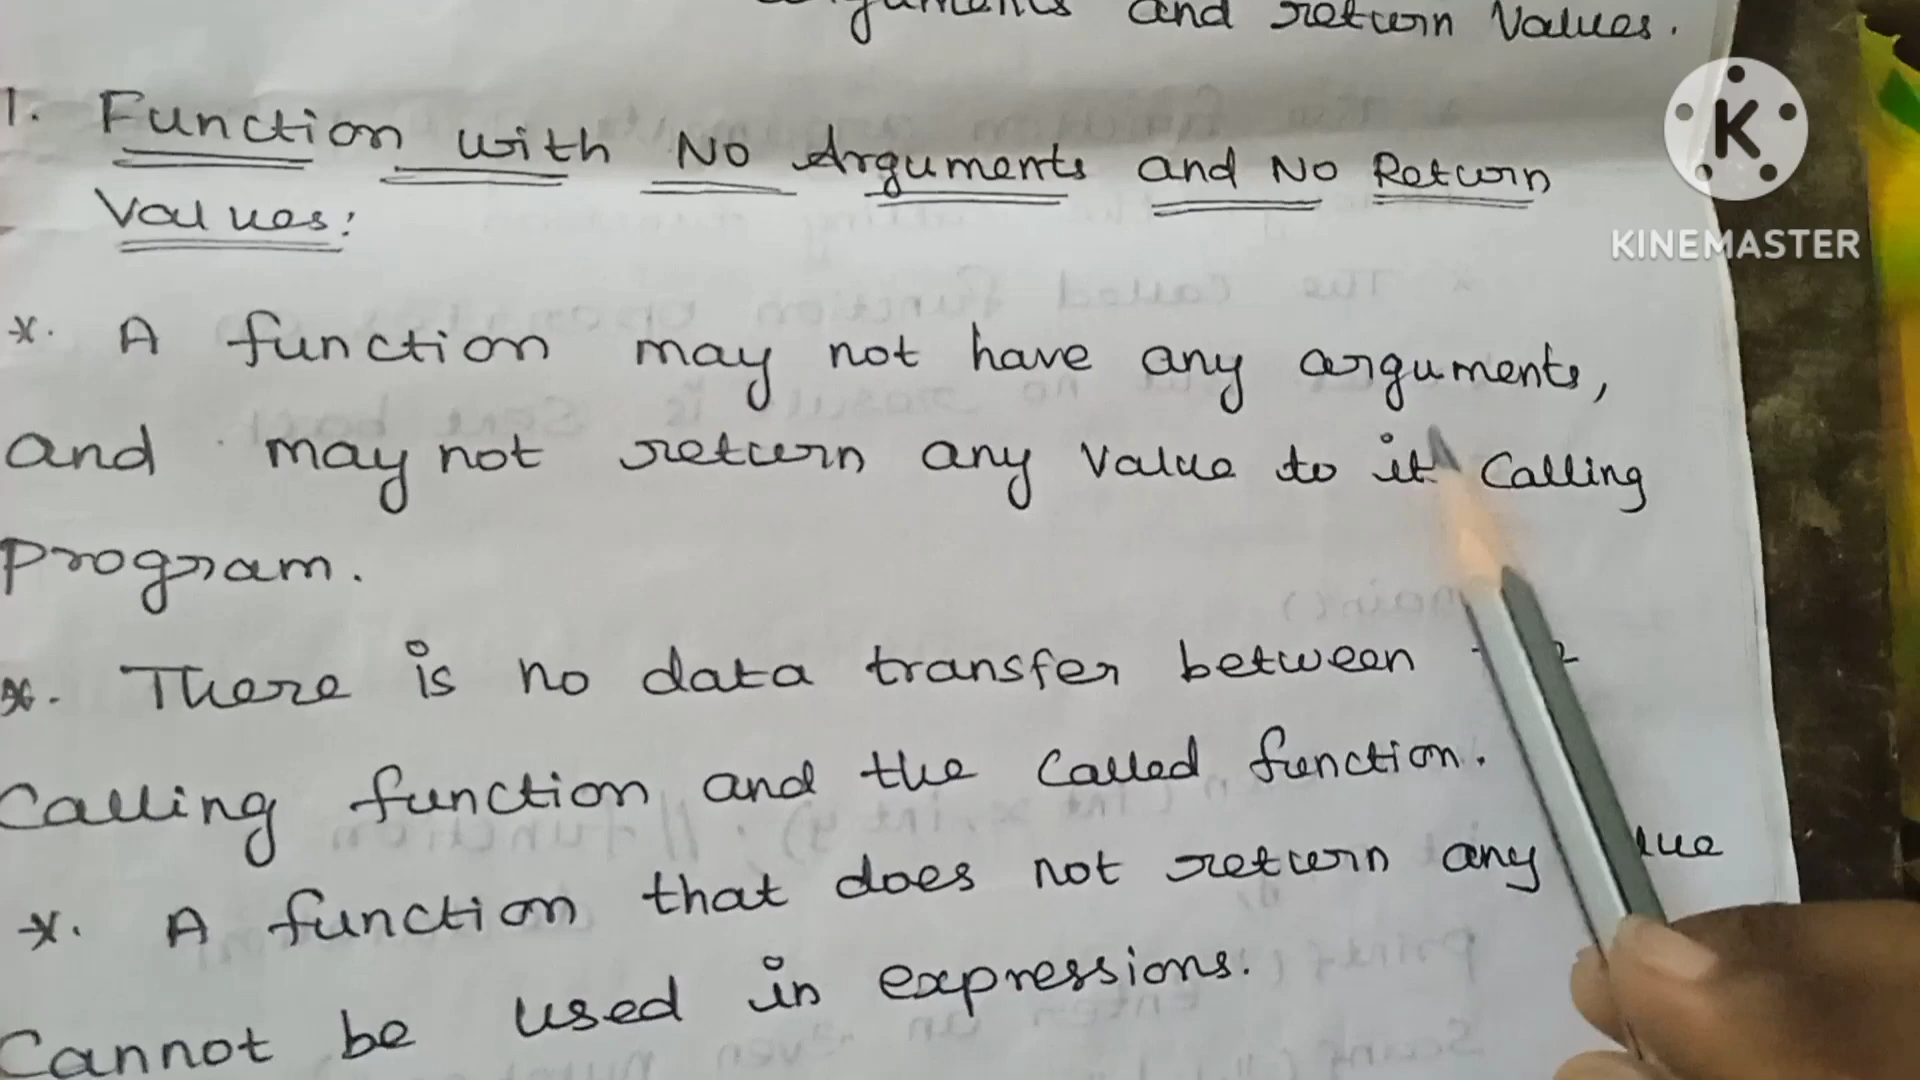 and return Values.
1. Function with No Arguments and No Return
Values:
*. A function may not have any arguments,
and may not return any value to it calling
program.
*. There is no data transfer between
Calling function and the Called function.
*. A function that does not return any
Cannot be used in expressions.
KINEMASTER